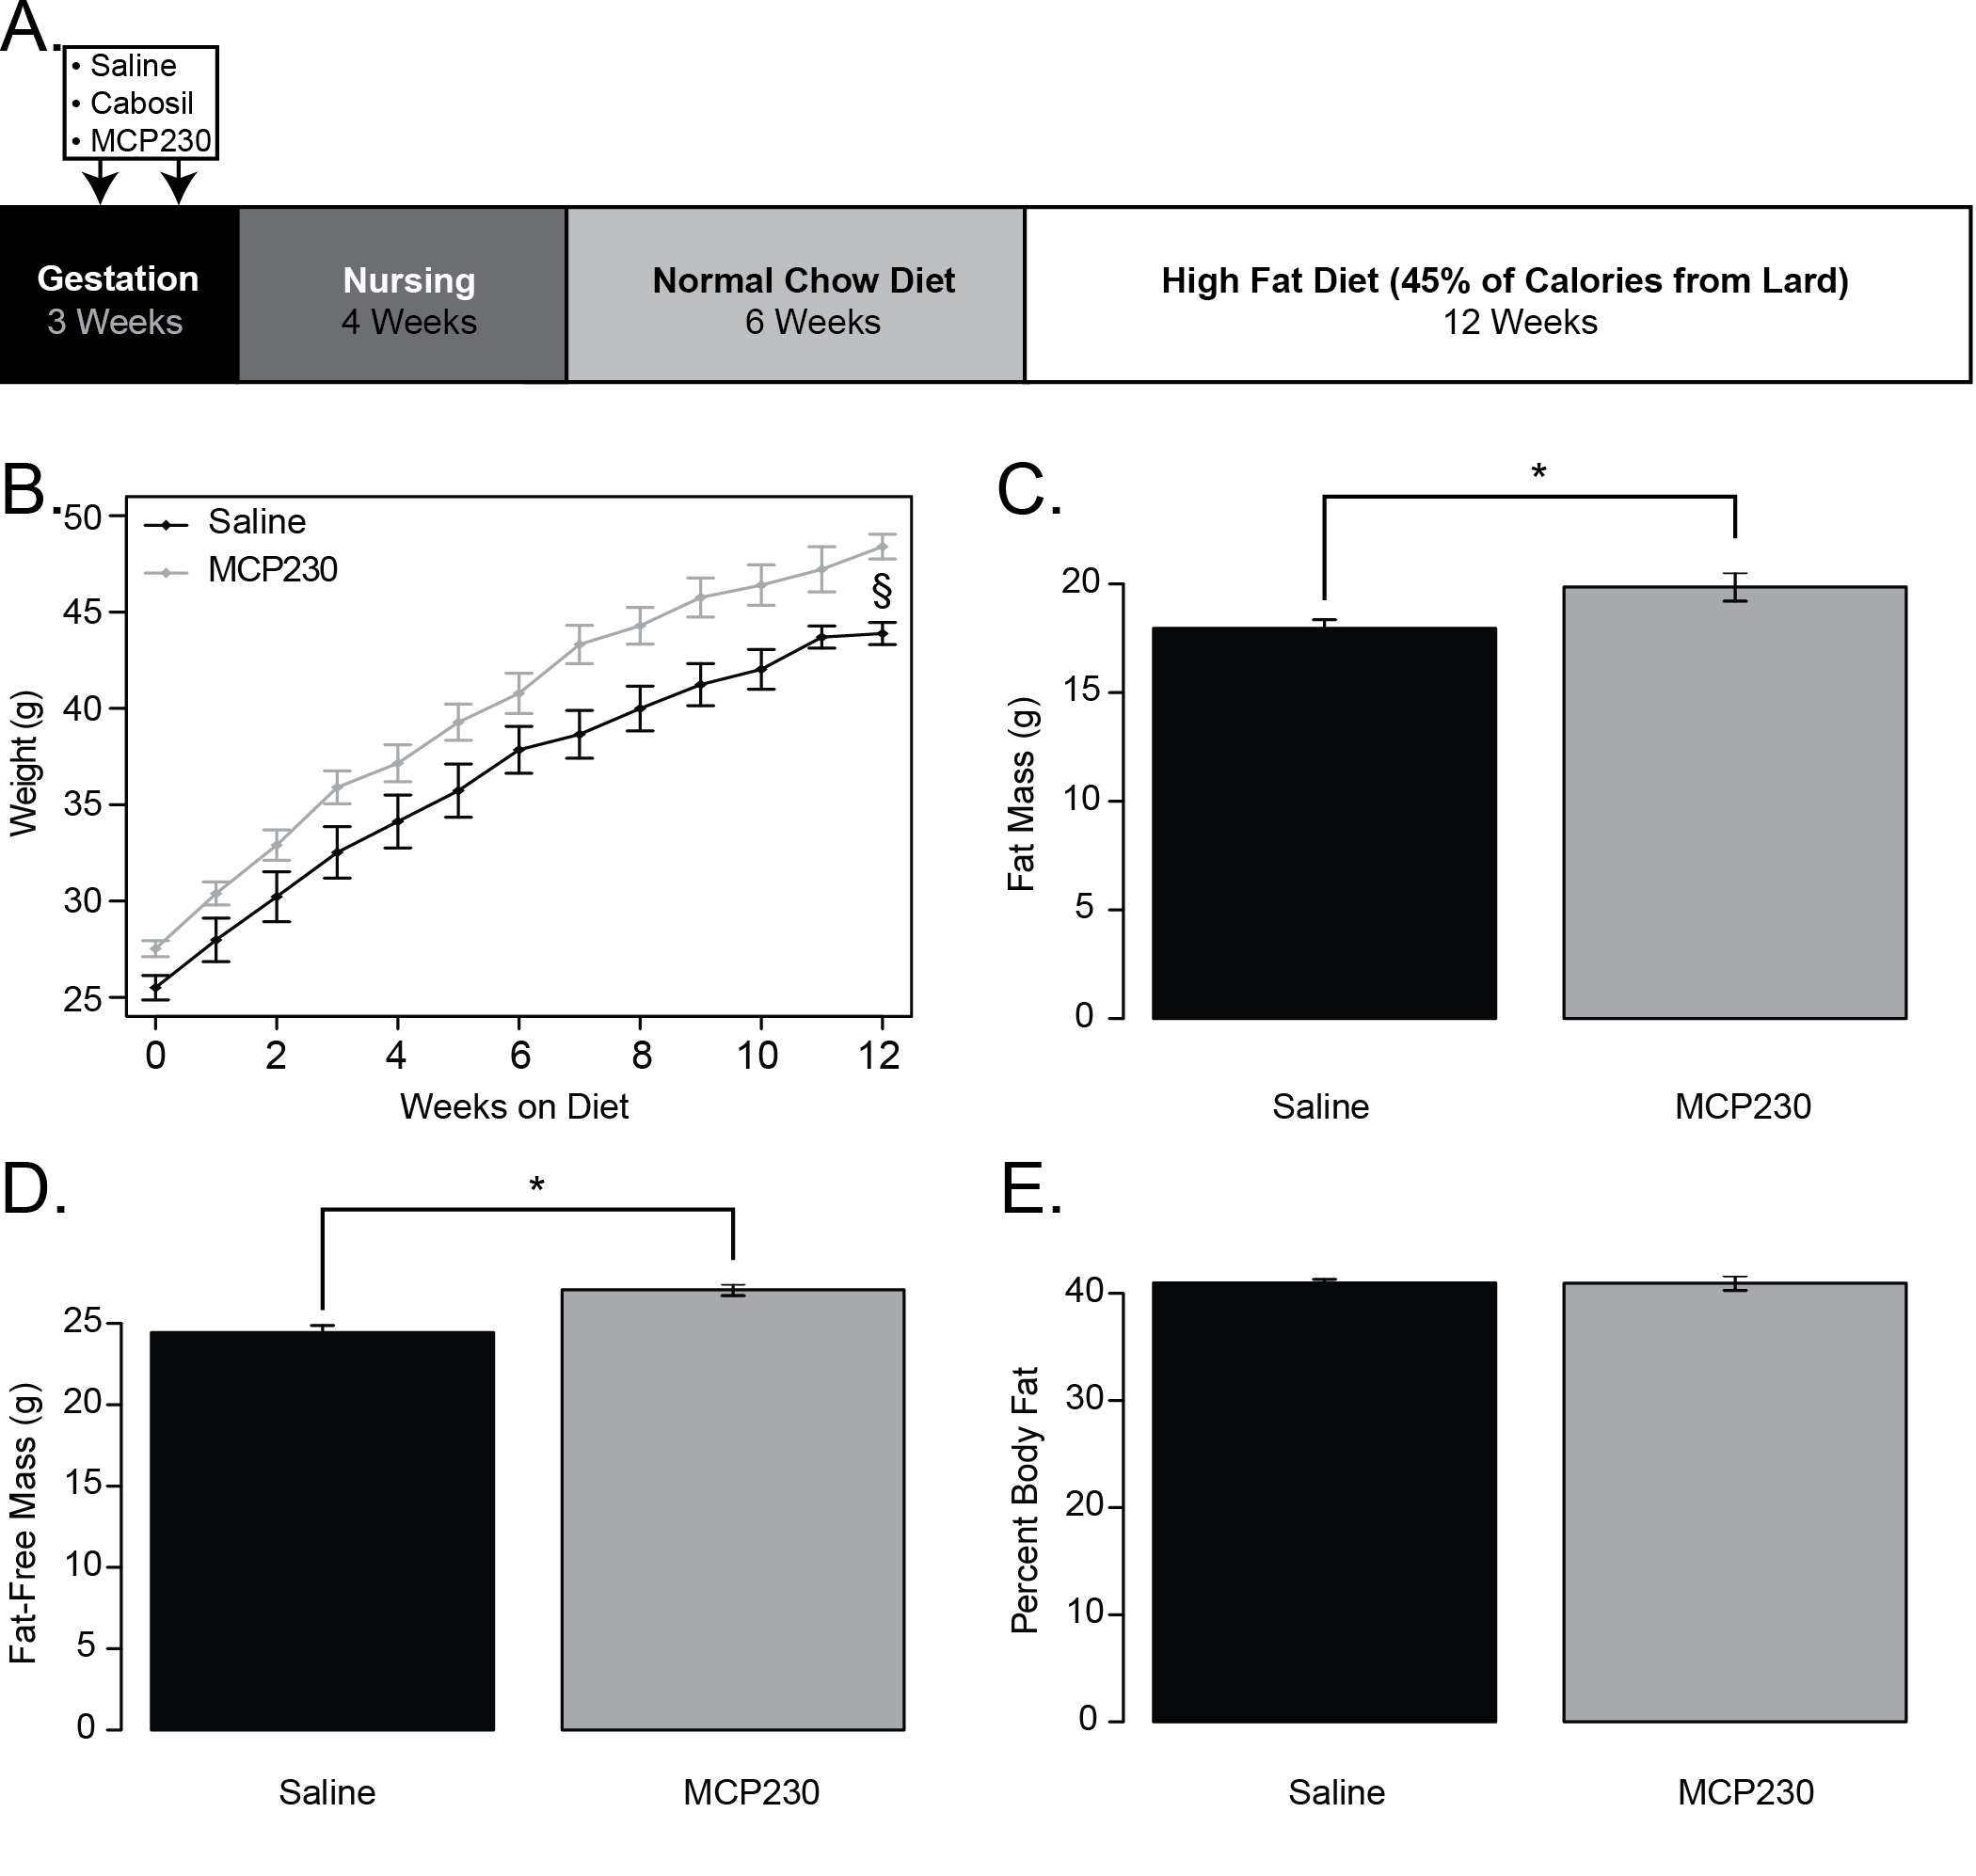 A.
• Saline
• Cabosil
• MCP230
Gestation
3 Weeks
Nursing
4 Weeks
Normal Chow Diet
6 Weeks
High Fat Diet (45% of Calories from Lard)
12 Weeks
B.
50
45
40
35
30
25
Weight (g)
Saline
MCP230
§
0 2 4 6 8 10 12
Weeks on Diet
C.
*
20
15
10
5
0
Fat Mass (g)
Saline MCP230
D.
*
25
20
15
10
5
0
Fat-Free Mass (g)
Saline MCP230
E.
40
30
20
10
0
Percent Body Fat
Saline MCP230